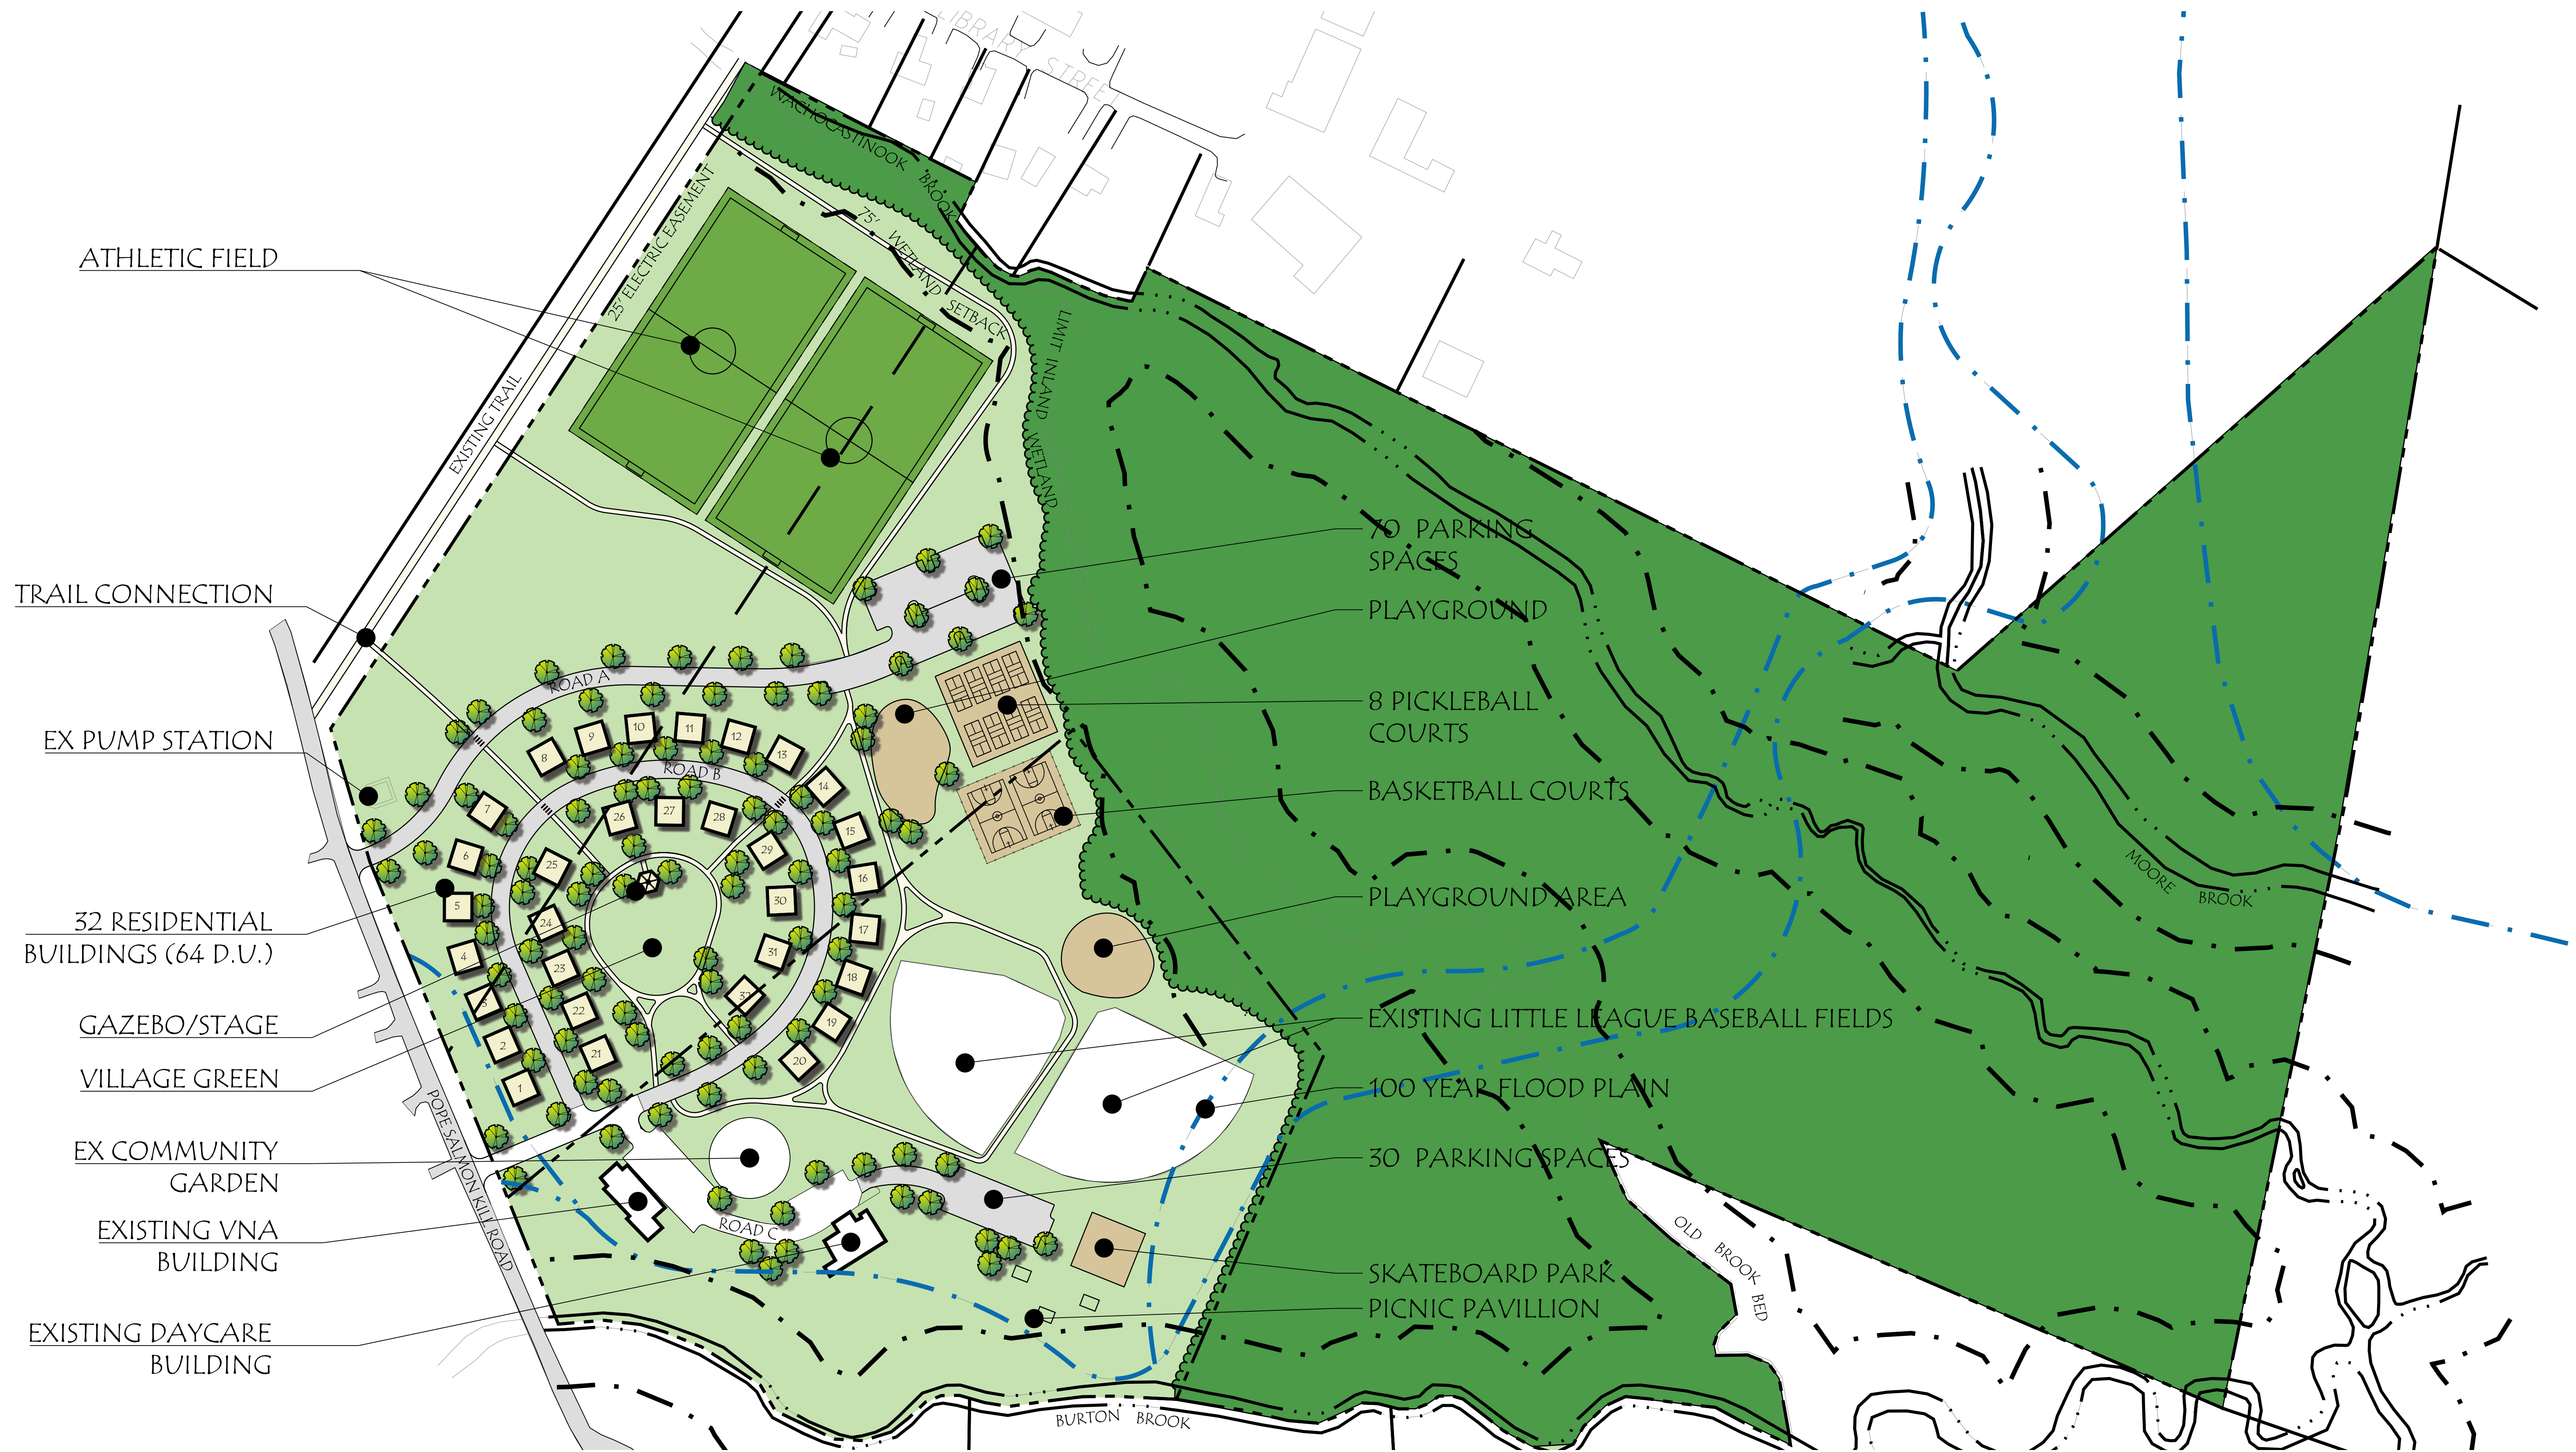 LIBRARY STREET
WACHOCASTINOOK BROOK
75' WETLAND SETBACK
25' ELECTRIC EASEMENT
EXISTING TRAIL
LIMIT INLAND WETLAND
ATHLETIC FIELD
TRAIL CONNECTION
EX PUMP STATION
32 RESIDENTIAL
BUILDINGS (64 D.U.)
GAZEBO/STAGE
VILLAGE GREEN
EX COMMUNITY
GARDEN
EXISTING VNA
BUILDING
EXISTING DAYCARE
BUILDING
ROAD A
ROAD B
ROAD C
POPE SALMON KILL ROAD
1
2
3
4
5
6
7
8
9
10
11
12
13
14
15
16
17
18
19
20
21
22
23
24
25
26
27
28
29
30
31
32
70 PARKING
SPACES
PLAYGROUND
8 PICKLEBALL
COURTS
BASKETBALL COURTS
PLAYGROUND AREA
EXISTING LITTLE LEAGUE BASEBALL FIELDS
100 YEAR FLOOD PLAIN
30 PARKING SPACES
SKATEBOARD PARK
PICNIC PAVILLION
MOORE BROOK
OLD BROOK BED
BURTON BROOK